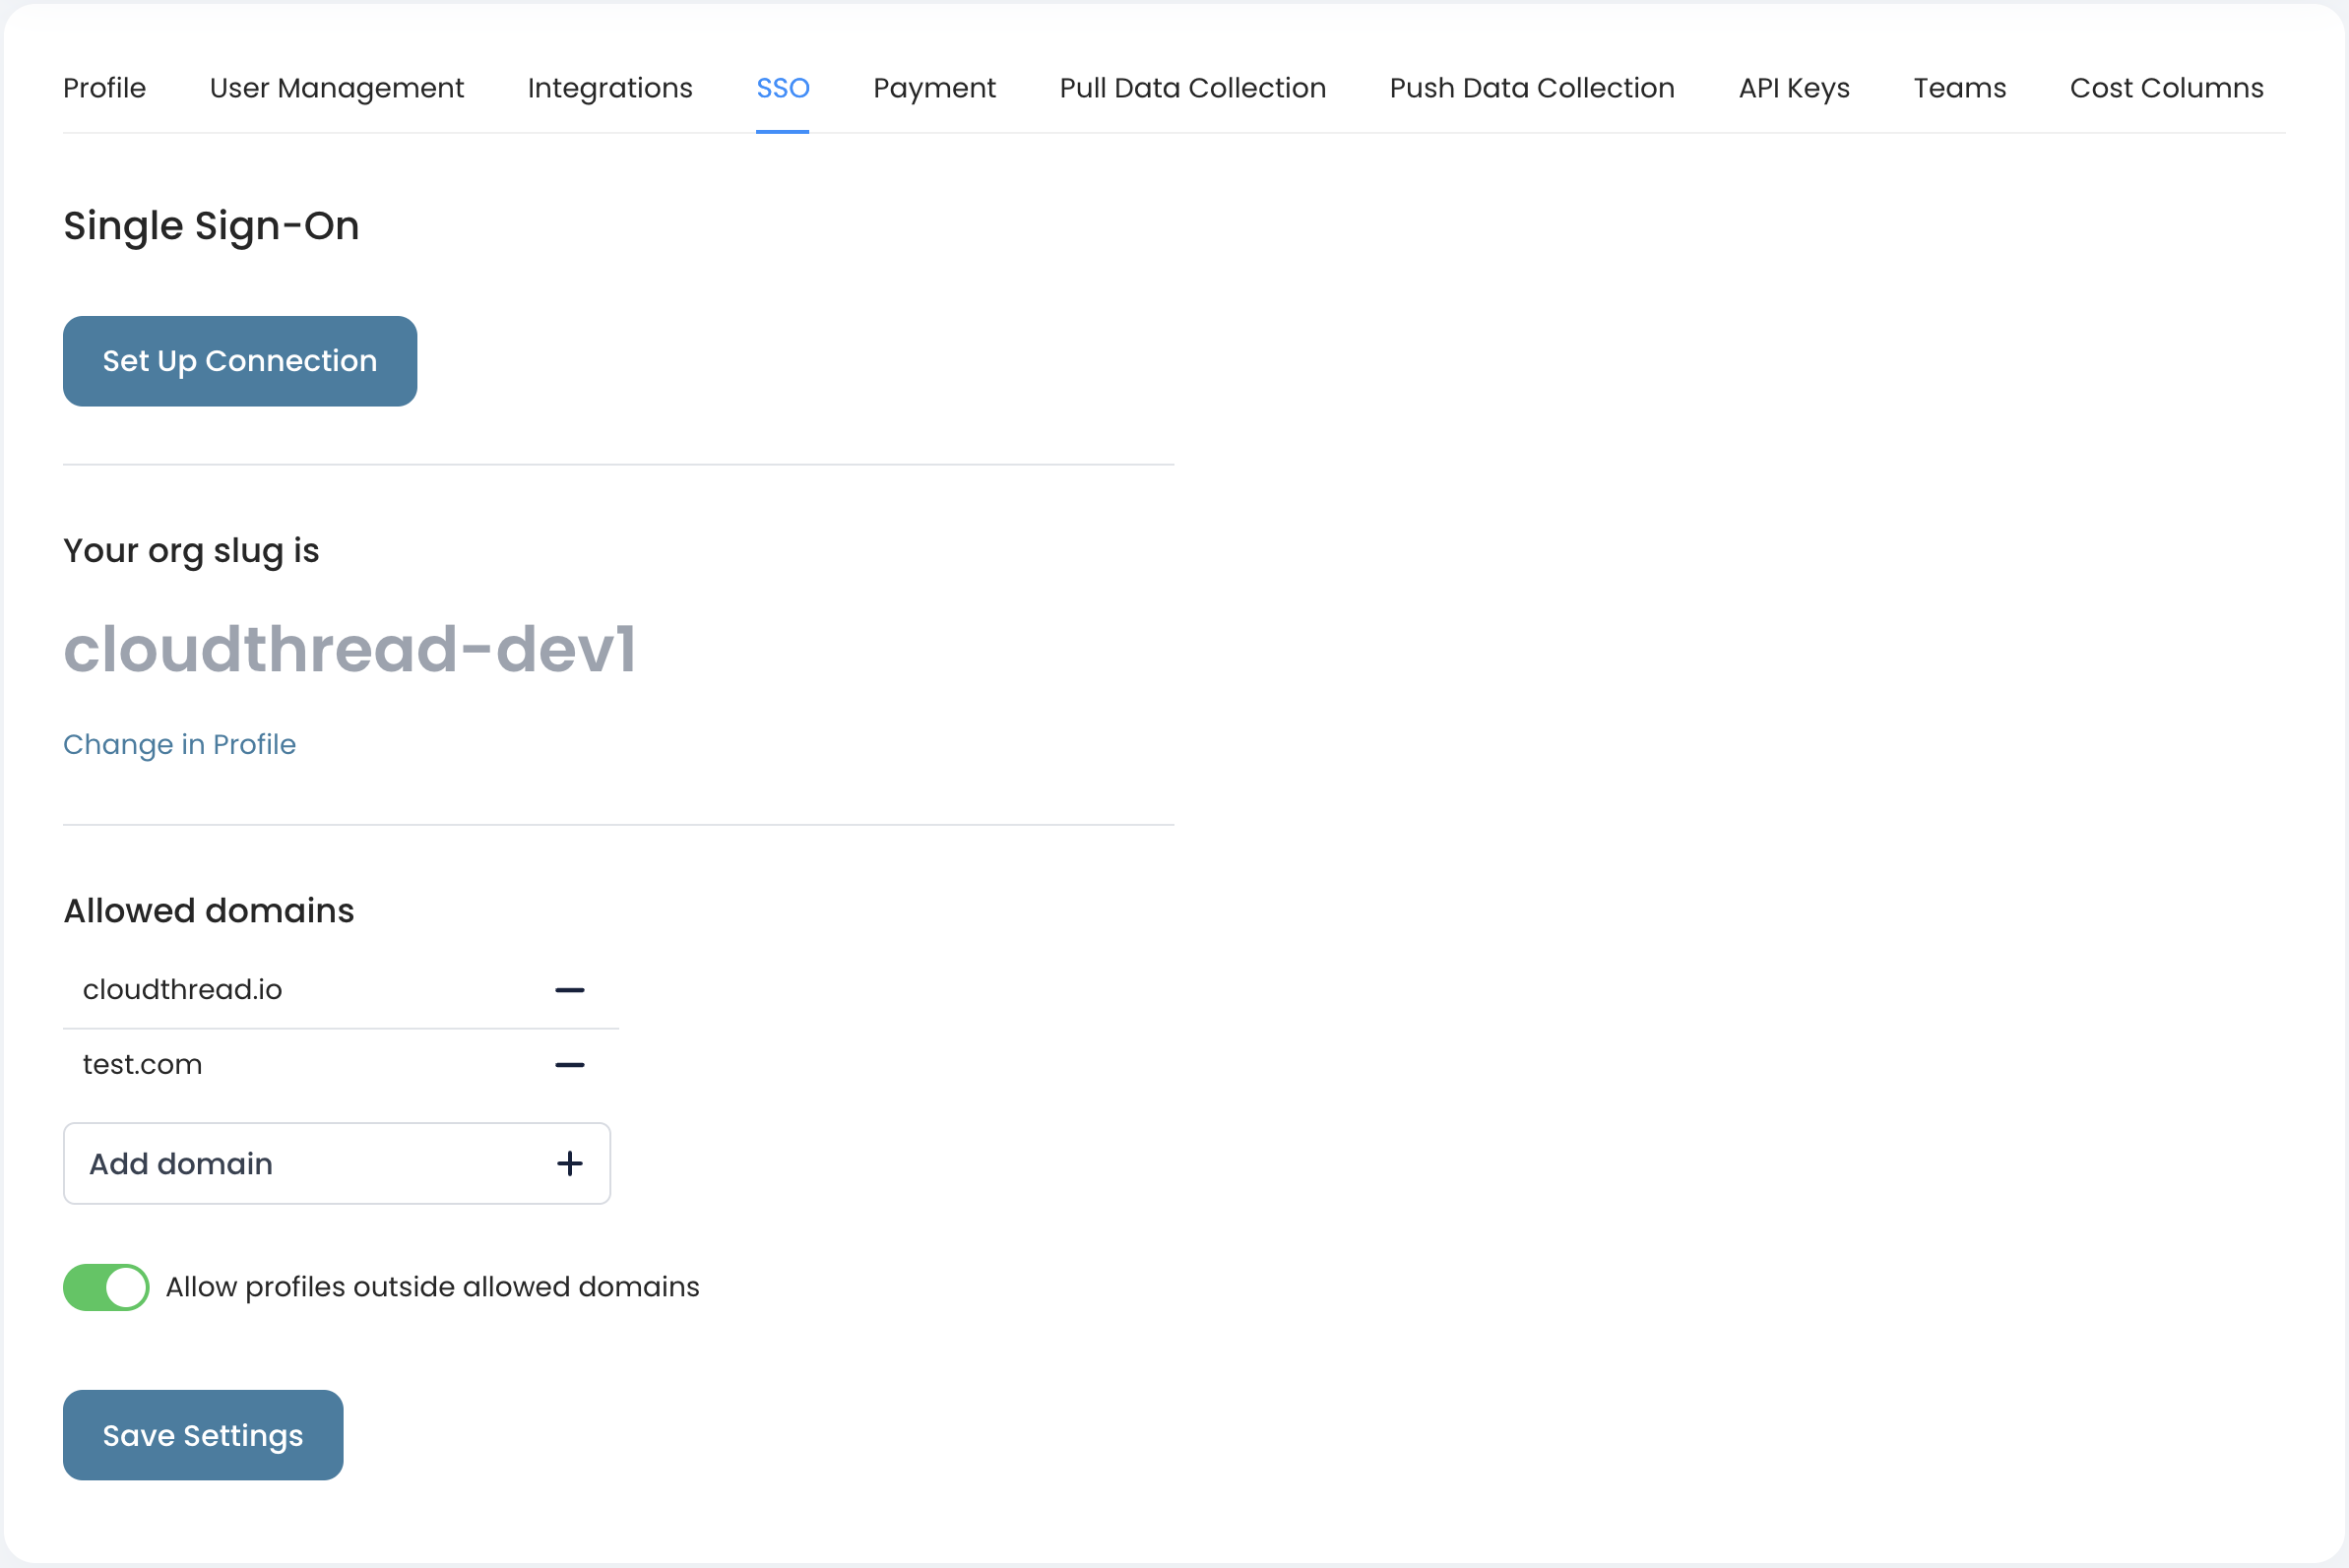 Profile User Management Integrations SSO Payment Pull Data Collection Push Data Collection API Keys Teams Cost Columns
Single Sign-On
Set Up Connection
Your org slug is
cloudthread-dev1
Change in Profile
Allowed domains
cloudthread.io
test.com
Add domain
Allow profiles outside allowed domains
Save Settings